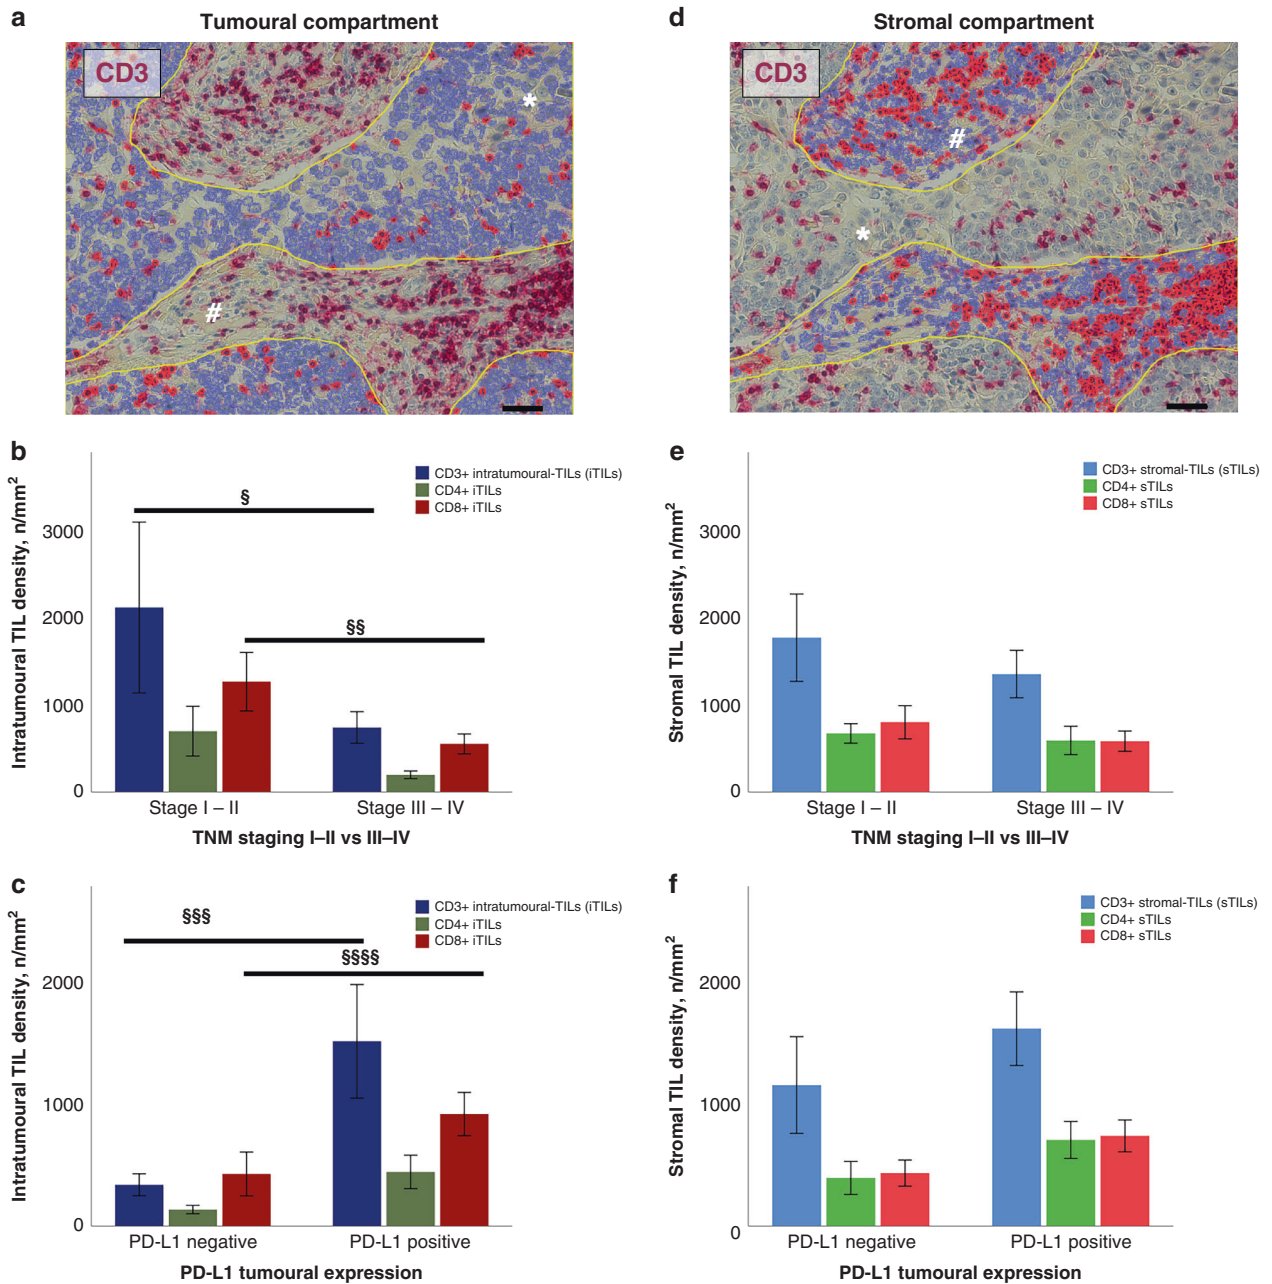 a
Tumoural compartment
CD3
*
#
d
Stromal compartment
CD3
#
*
b
Intratumoural TIL density, n/mm²
3000
2000
1000
0
§
§§
CD3+ intratumoural-TILs (iTILs)
CD4+ iTILs
CD8+ iTILs
Stage I – II
Stage III – IV
TNM staging I–II vs III–IV
e
Stromal TIL density, n/mm²
3000
2000
1000
0
CD3+ stromal-TILs (sTILs)
CD4+ sTILs
CD8+ sTILs
Stage I – II
Stage III – IV
TNM staging I–II vs III–IV
c
Intratumoural TIL density, n/mm²
2000
1000
0
§§§
§§§§
CD3+ intratumoural-TILs (iTILs)
CD4+ iTILs
CD8+ iTILs
PD-L1 negative
PD-L1 positive
PD-L1 tumoural expression
f
Stromal TIL density, n/mm²
2000
1000
0
CD3+ stromal-TILs (sTILs)
CD4+ sTILs
CD8+ sTILs
PD-L1 negative
PD-L1 positive
PD-L1 tumoural expression